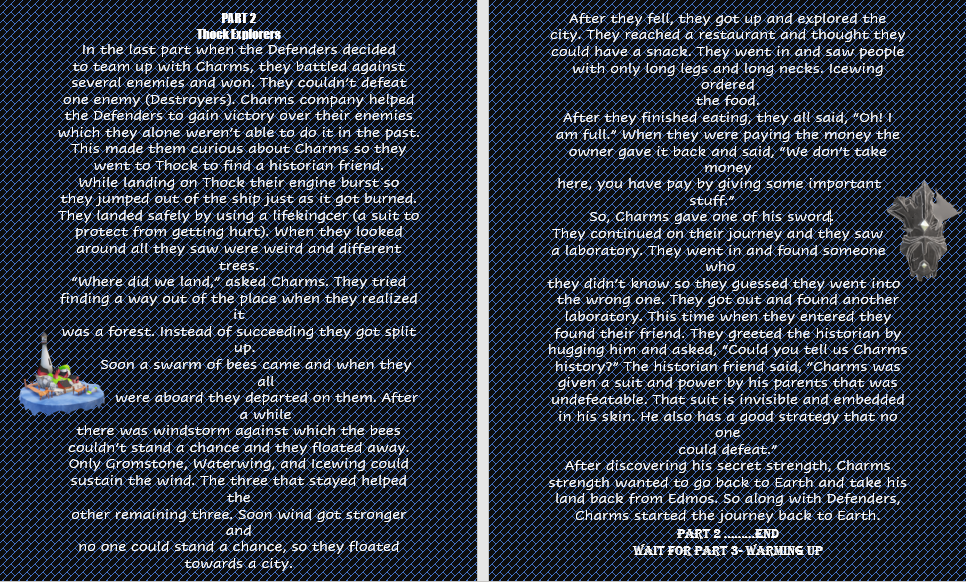 PART 2
Thock Explorers
In the last part when the Defenders decided
to team up with Charms, they battled against
several enemies and won. They couldn't defeat
one enemy (Destroyers). Charms company helped
the Defenders to gain victory over their enemies
which they alone weren't able to do it in the past.
This made them curious about Charms so they
went to Thock to find a historian friend.
While landing on Thock their engine burst so
they jumped out of the ship just as it got burned.
They landed safely by using a lifekingcer (a suit to
protect from getting hurt). When they looked
around all they saw were weird and different
trees.
"Where did we land," asked Charms. They tried
finding a way out of the place when they realized
it
was a forest. Instead of succeeding they got split
up.
Soon a swarm of bees came and when they
all
were aboard they departed on them. After
a while
there was windstorm against which the bees
couldn't stand a chance and they floated away.
Only Gromstone, Waterwing, and Icewing could
sustain the wind. The three that stayed helped
the
other remaining three. Soon wind got stronger
and
no one could stand a chance, so they floated
towards a city.
After they fell, they got up and explored the
city. They reached a restaurant and thought they
could have a snack. They went in and saw people
with only long legs and long necks. Icewing
ordered
the food.
After they finished eating, they all said, "Oh! I
am full." When they were paying the money the
owner gave it back and said, "We don't take
money
here, you have pay by giving some important
stuff."
So, Charms gave one of his sword.
They continued on their journey and they saw
a laboratory. They went in and found someone
who
they didn't know so they guessed they went into
the wrong one. They got out and found another
laboratory. This time when they entered they
found their friend. They greeted the historian by
hugging him and asked, "Could you tell us Charms
history?" The historian friend said, "Charms was
given a suit and power by his parents that was
undefeatable. That suit is invisible and embedded
in his skin. He also has a good strategy that no
one
could defeat."
After discovering his secret strength, Charms
strength wanted to go back to Earth and take his
land back from Edmos. So along with Defenders,
Charms started the journey back to Earth.
PART 2 .........END
WAIT FOR PART 3- WARMING UP